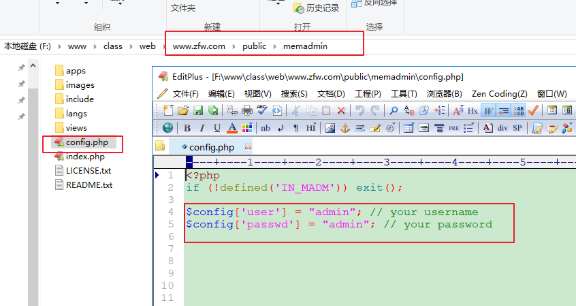 文件夹
历史记录
反向选择
组织
新建
打开
选择
本地磁盘 (F:) > www > class > web > www.zfw.com > public > memadmin
apps
images
include
langs
views
config.php
index.php
LICENSE.txt
README.txt
EditPlus - [F:\www\class\web\www.zfw.com\public\memadmin\config.php]
文件(F) 编辑(E) 视图(V) 搜索(S) 文档(D) 工程(P) 工具(T) 浏览器(B) Zen Coding(Z) 窗口(W)
config.php
----+----1----+----2----+----3----+----4----+----5----+
1 <?php
2 if (!defined('IN_MADM')) exit();
3
4 $config['user'] = "admin"; // your username
5 $config['passwd'] = "admin"; // your password
6
7
8
9
10
11